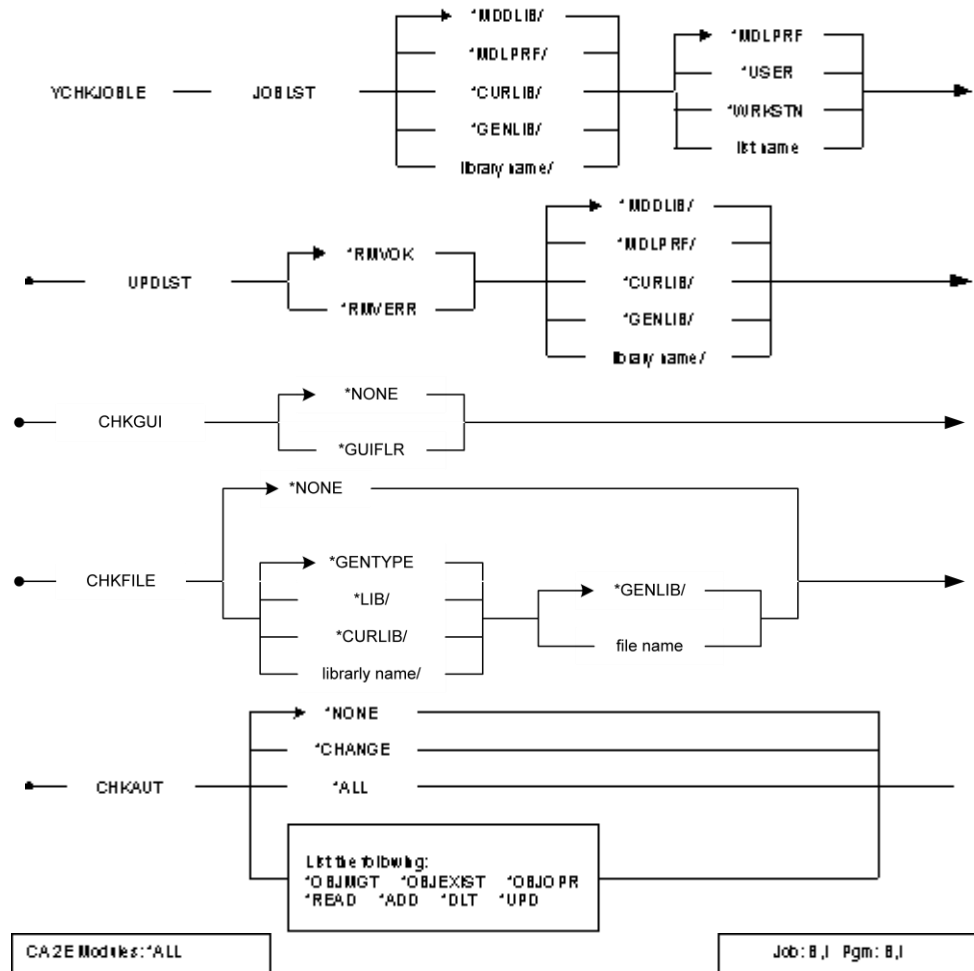 *MDDLIB/
*MDLPRF/
YCHKJOBLE JOBLST *CURLIB/
*GENLIB/
library name/
*MDLPRF
*USER
*WRKSTN
list name
UPDLST
*RMVOK
*RMVERR
*MDDLIB/
*MDLPRF/
*CURLIB/
*GENLIB/
library name/
CHKGUI
*NONE
*GUIFLR
CHKFILE
*NONE
*GENTYPE
*LIB/
*CURLIB/
librarly name/
*GENLIB/
file name
CHKAUT
*NONE
*CHANGE
*ALL
List the following:
*OBJMGT *OBJEXIST *OBJOPR
*READ *ADD *DLT *UPD
CA 2E Modules: *ALL
Job: B,I Pgm: B,I